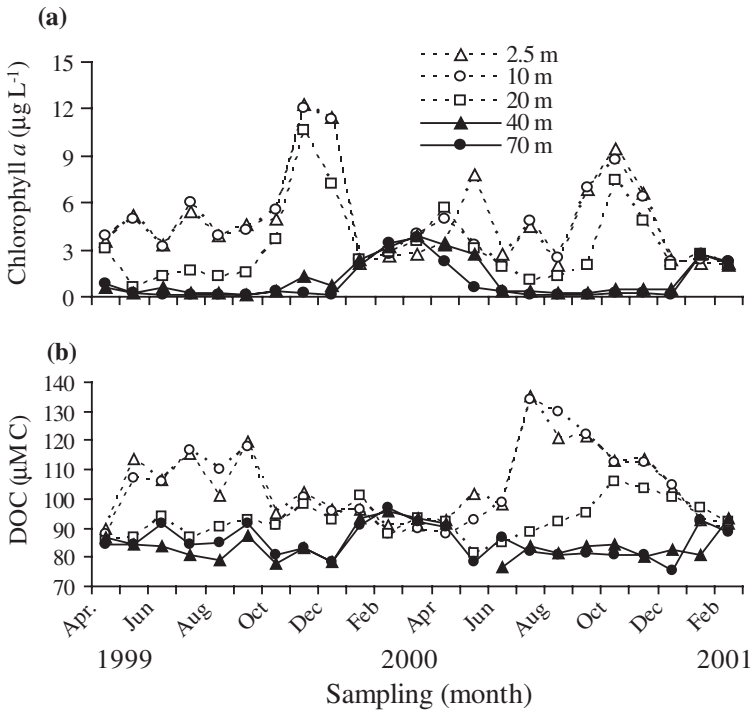 (a)
Chlorophyll a (µg L-1)
15
12
9
6
3
0
2.5 m
10 m
20 m
40 m
70 m
(b)
DOC (µMC)
140
130
120
110
100
90
80
70
Apr. Jun Aug Oct Dec Feb Apr Jun Aug Oct Dec Feb
1999 2000 2001
Sampling (month)